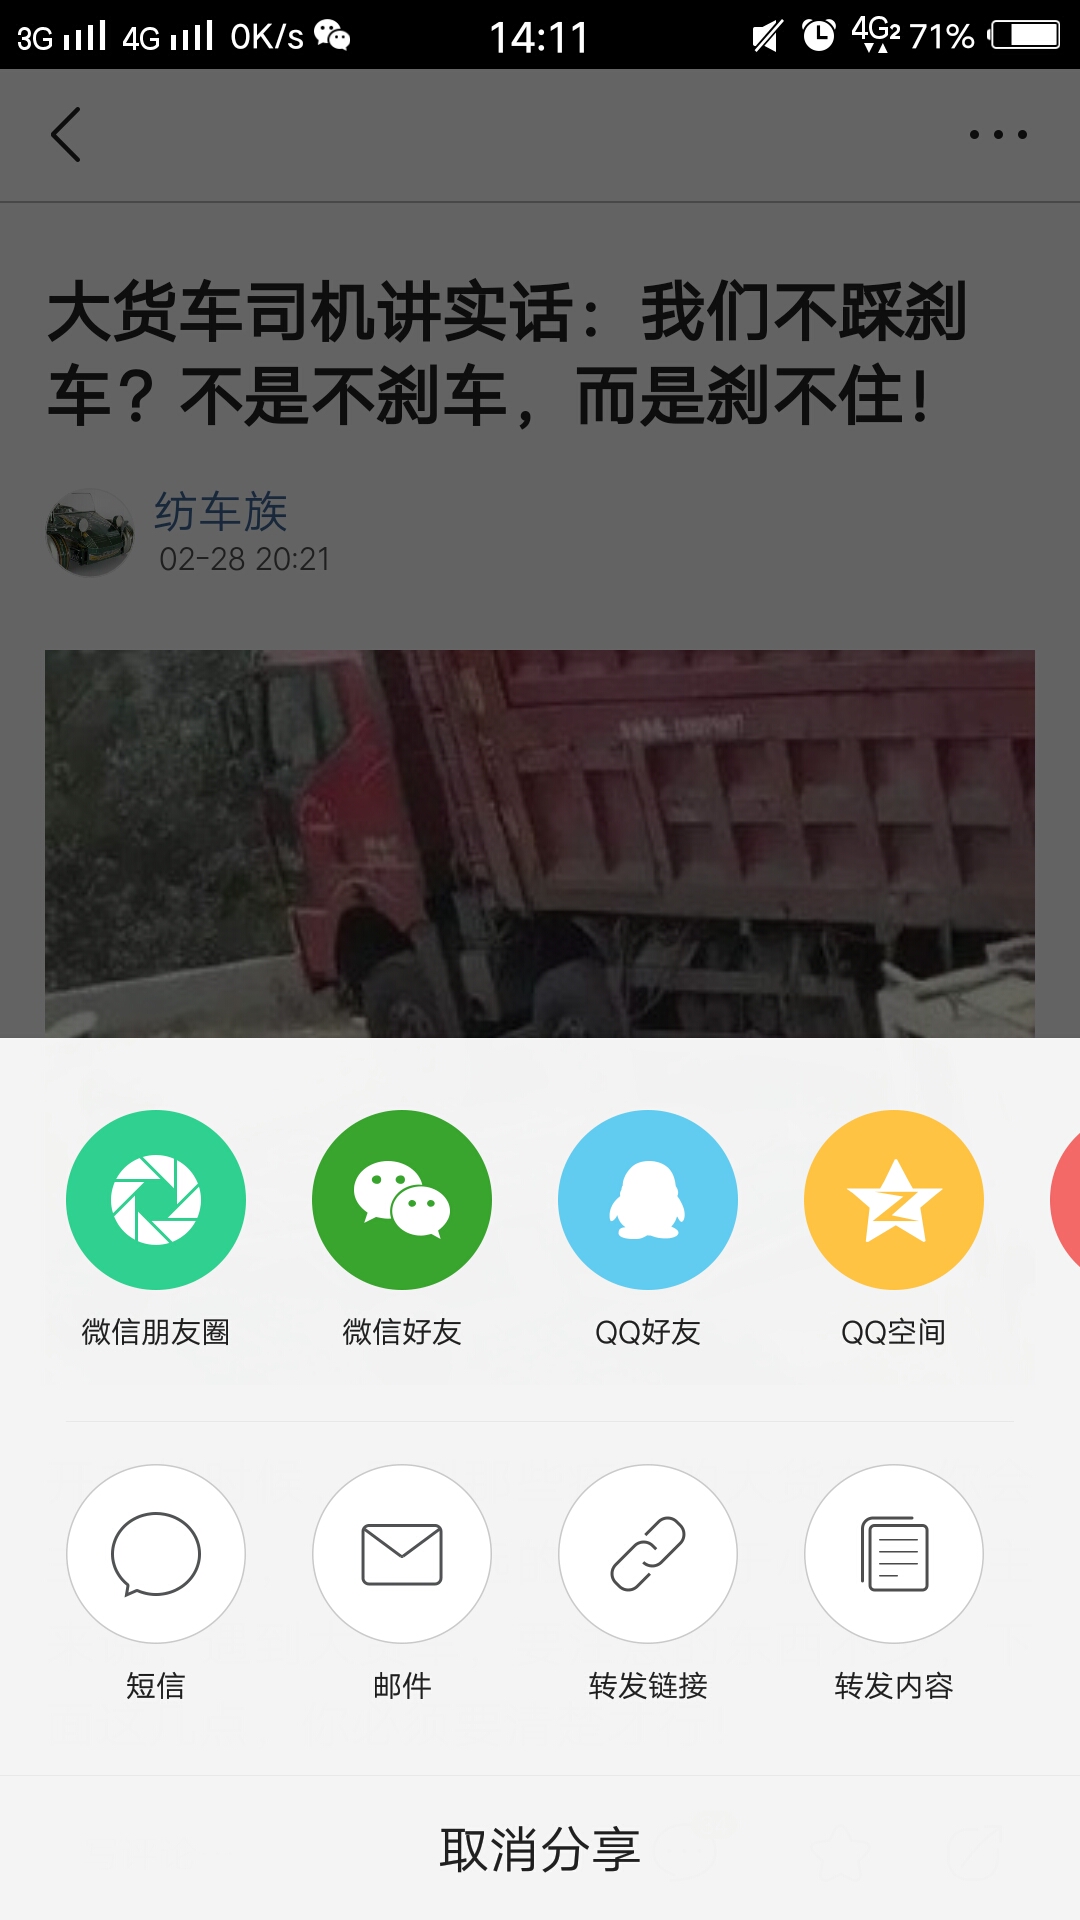 3G 4G 0K/s 14:11 4G2 71%
大货车司机讲实话：我们不踩刹
车？不是不刹车，而是刹不住！
纺车族
02-28 20:21
微信朋友圈 微信好友 QQ好友 QQ空间
短信 邮件 转发链接 转发内容
取消分享